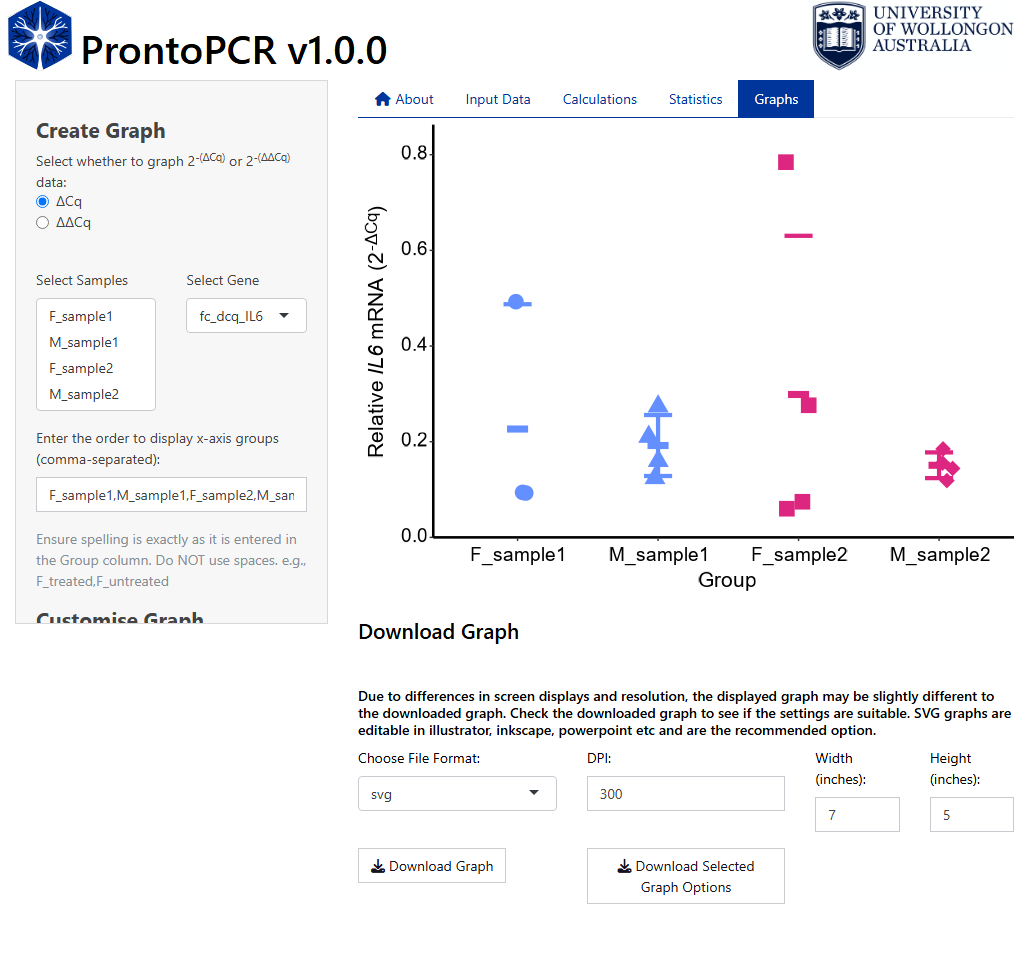 ProntoPCR v1.0.0
UNIVERSITY
OF WOLLONGONG
AUSTRALIA
About
Input Data
Calculations
Statistics
Graphs
Create Graph
Select whether to graph 2-(ΔCq) or 2-(ΔΔCq)
data:
ΔCq
ΔΔCq
Select Samples
Select Gene
F_sample1
M_sample1
F_sample2
M_sample2
fc_dcq_IL6
Enter the order to display x-axis groups
(comma-separated):
F_sample1,M_sample1,F_sample2,M_sam
Ensure spelling is exactly as it is entered in
the Group column. Do NOT use spaces. e.g.,
F_treated,F_untreated
Customise Graph
Relative IL6 mRNA (2-ΔCq)
0.8
0.6
0.4
0.2
0.0
F_sample1
M_sample1
F_sample2
M_sample2
Group
Download Graph
Due to differences in screen displays and resolution, the displayed graph may be slightly different to
the downloaded graph. Check the downloaded graph to see if the settings are suitable. SVG graphs are
editable in illustrator, inkscape, powerpoint etc and are the recommended option.
Choose File Format:
svg
DPI:
300
Width
(inches):
7
Height
(inches):
5
Download Graph
Download Selected
Graph Options